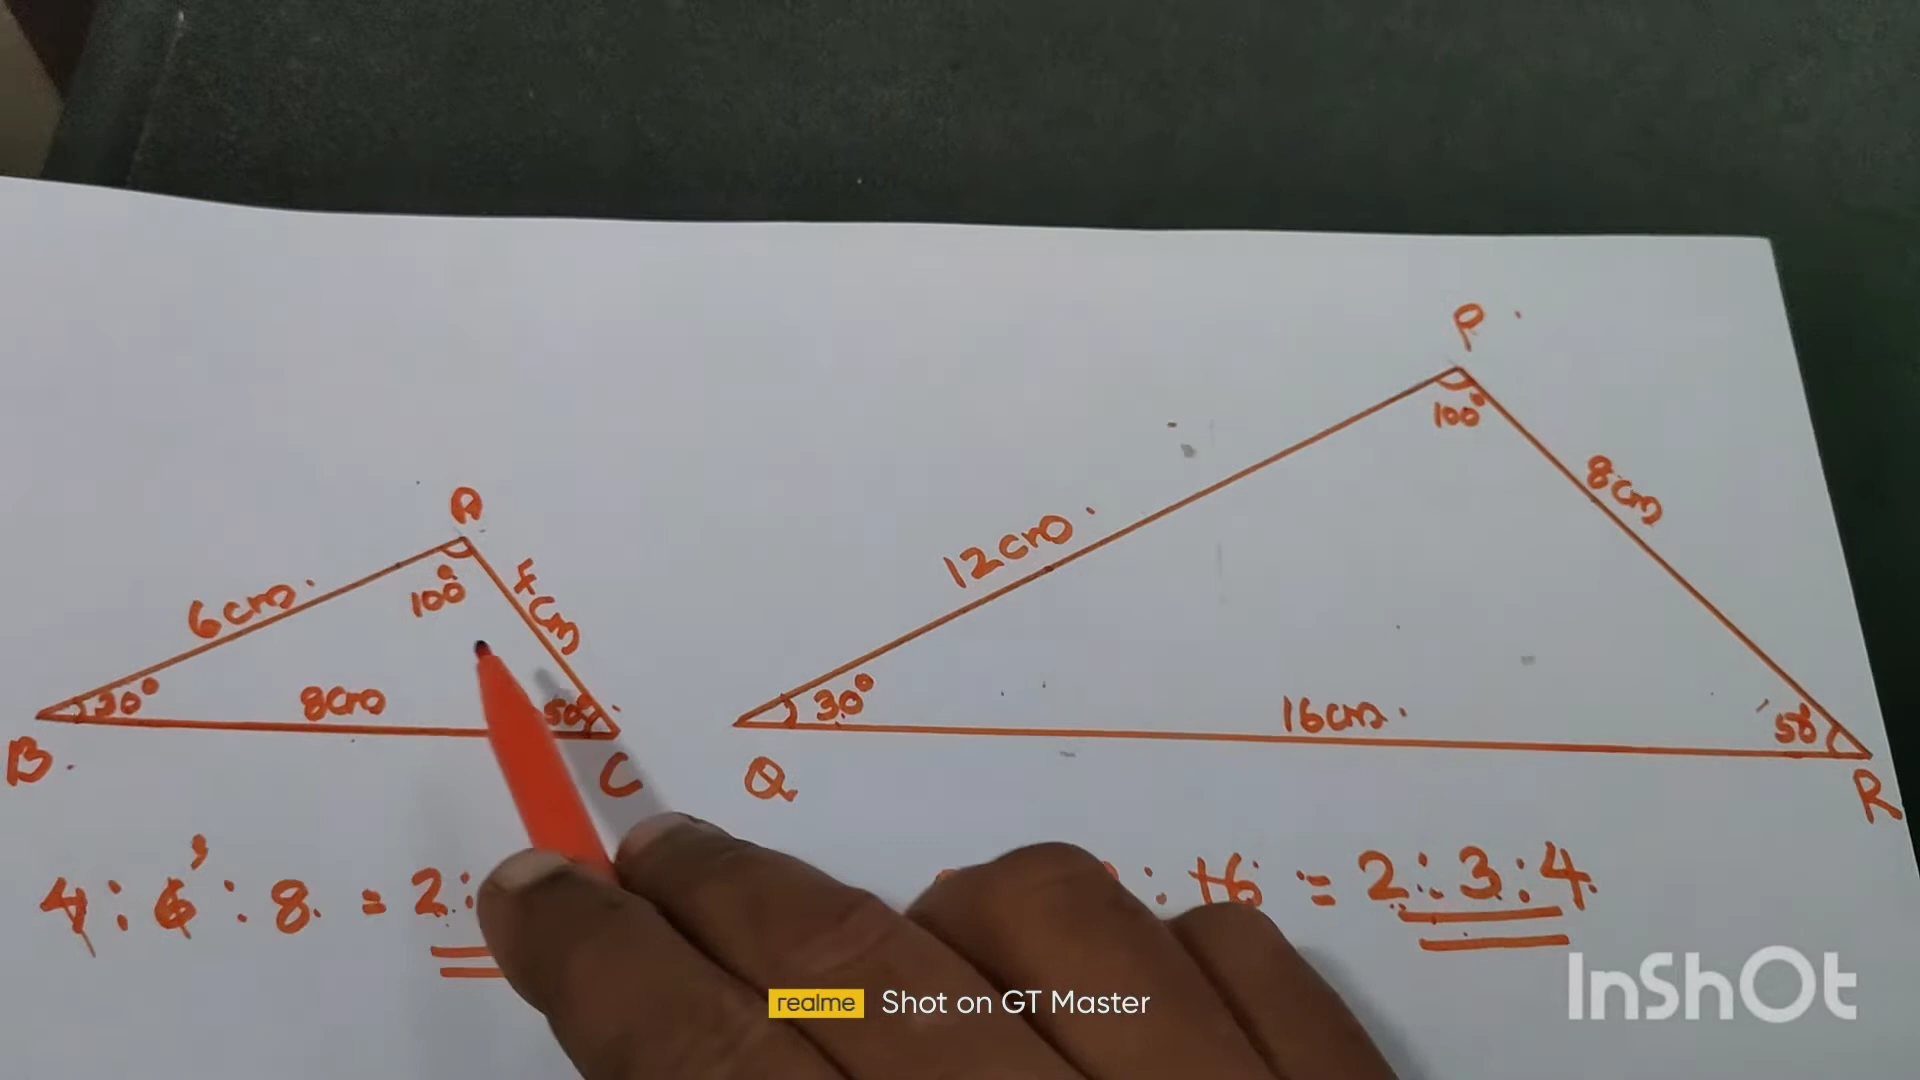 P
100°
8cm
12cm.
A
6cm.
100°
4cm
30°
8cm
50°
30°
16cm.
50°
B.
C
Q
R
4 : 6 : 8. = 2 :
3
: 16 = 2 : 3 : 4
InShOt
realme Shot on GT Master